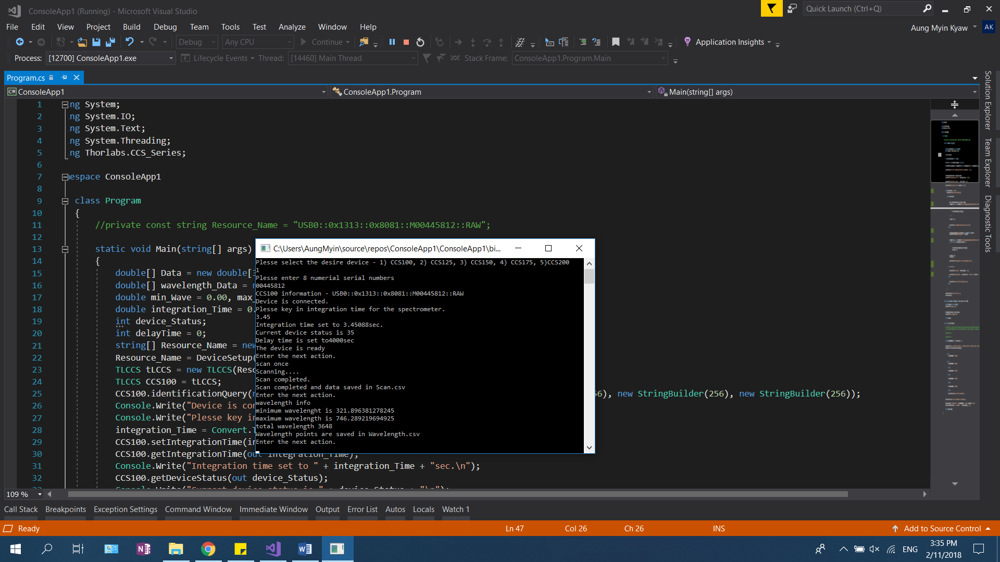 ConsoleApp1 (Running) - Microsoft Visual Studio
Quick Launch (Ctrl+Q)
File Edit View Project Build Debug Team Tools Test Analyze Window Help
Aung Myin Kyaw
AK
Debug Any CPU Continue Application Insights
Process: [12700] ConsoleApp1.exe Lifecycle Events Thread: [14460] Main Thread Stack Frame: ConsoleApp1.Program.Main
Program.cs
ConsoleApp1 ConsoleApp1.Program Main(string[] args)
Solution Explorer
Team Explorer
Diagnostic Tools
1 ng System;
2 ng System.IO;
3 ng System.Text;
4 ng System.Threading;
5 ng Thorlabs.CCS_Series;
6
7 espace ConsoleApp1
8
9 class Program
10 {
11 //private const string Resource_Name = "USB0::0x1313::0x8081::M00445812::RAW";
12
13 static void Main(string[] args)
14 {
15 double[] Data = new double[3
16 double[] wavelength_Data = n
17 double min_Wave = 0.00, max_
18 double integration_Time = 0.
19 int device_Status;
20 int delayTime = 0;
21 string[] Resource_Name = new
22 Resource_Name = DeviceSetup(
23 TLCCS tLCCS = new TLCCS(Reso
24 TLCCS CCS100 = tLCCS;
25 CCS100.identificationQuery(n 56), new StringBuilder(256), new StringBuilder(256));
26 Console.Write("Device is con
27 Console.Write("Plesse key in
28 integration_Time = Convert.T
29 CCS100.setIntegrationTime(in
30 CCS100.getIntegrationTime(out integration_Time);
31 Console.Write("Integration time set to " + integration_Time + "sec.\n");
32 CCS100.getDeviceStatus(out device_Status);
33 Console.Write("Current device status is " + device_Status + "\n");
C:\Users\AungMyin\source\repos\ConsoleApp1\ConsoleApp1\bi...
Plesse select the desire device - 1) CCS100, 2) CCS125, 3) CCS150, 4) CCS175, 5)CCS200
1
Plesse enter 8 numerial serial numbers
00445812
CCS100 information - USB0::0x1313::0x8081::M00445812::RAW
Device is connected.
Plesse key in integration time for the spectrometer.
3.45
Integration time set to 3.45088sec.
Current device status is 35
Delay time is set to4000sec
The device is ready
Enter the next action.
scan once
Scanning....
Scan completed.
Scan completed and data saved in Scan.csv
Enter the next action.
wavelength info
minimum wavelenght is 321.896381278245
maximum wavelength is 746.289219694925
total wavelength 3648
Wavelength points are saved in Wavelength.csv
Enter the next action.
109 %
Call Stack Breakpoints Exception Settings Command Window Immediate Window Output Error List Autos Locals Watch 1
Ready Ln 47 Col 26 Ch 26 INS Add to Source Control
ENG
3:35 PM
2/11/2018